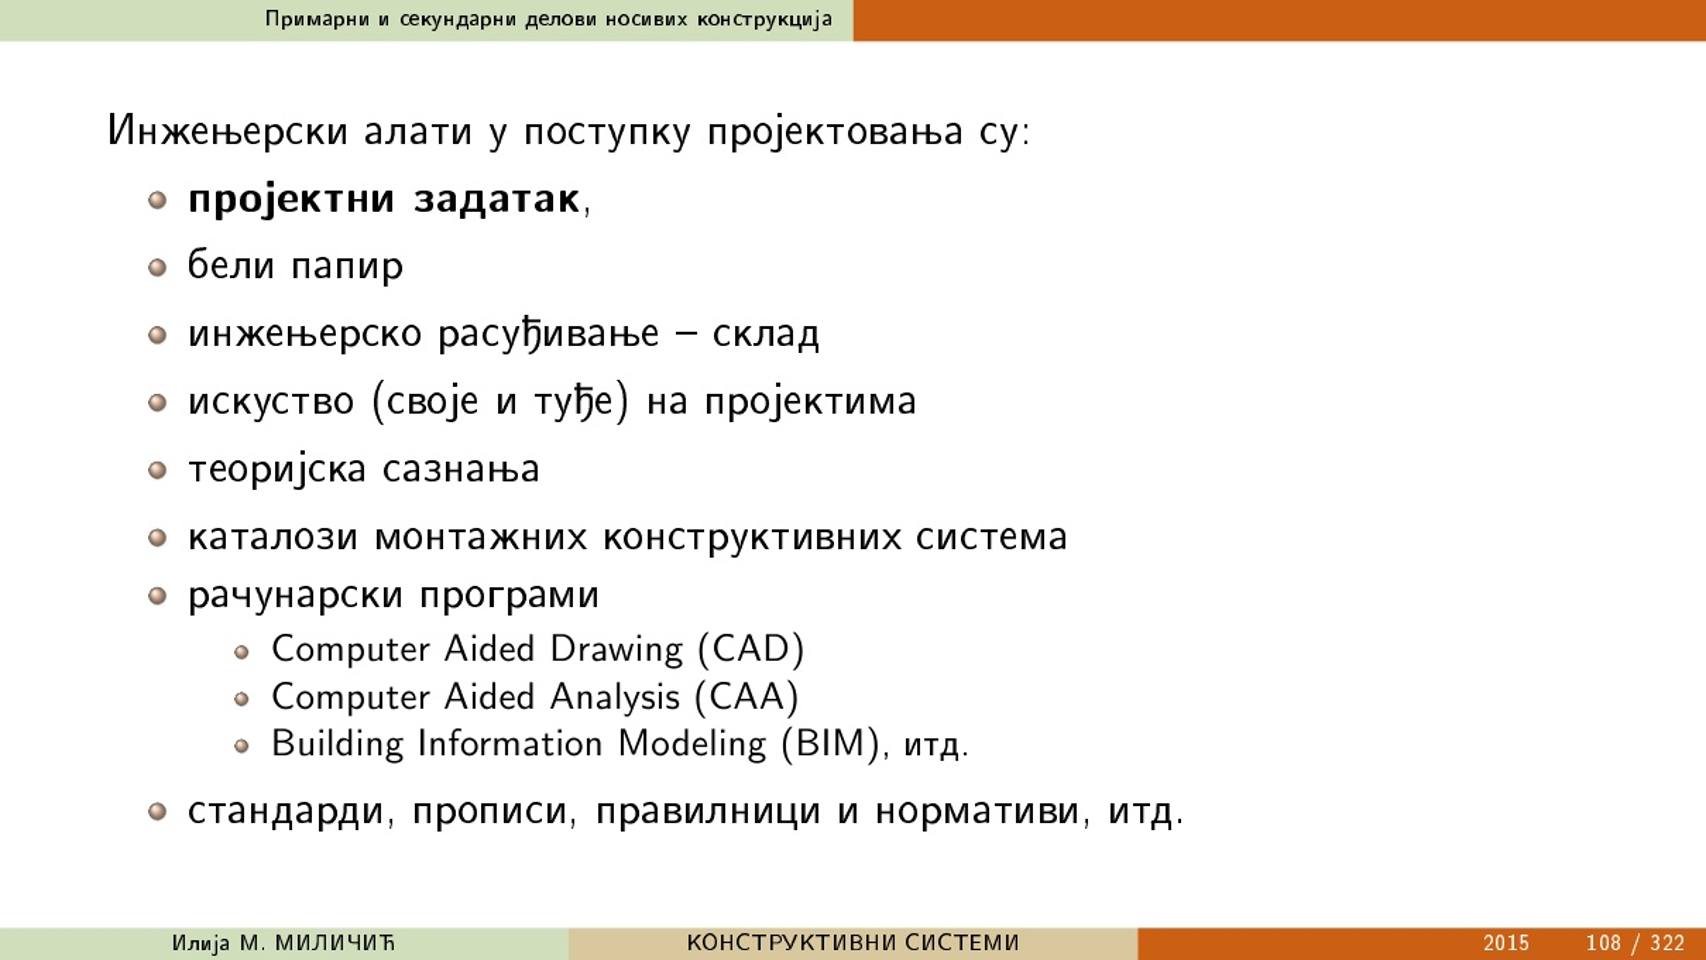 Примарни и секундарни делови носивих конструкција
Инжењерски алати у поступку пројектовања су:
пројектни задатак,
бели папир
инжењерско расуђивање – склад
искуство (своје и туђе) на пројектима
теоријска сазнања
каталози монтажних конструктивних система
рачунарски програми
Computer Aided Drawing (CAD)
Computer Aided Analysis (CAA)
Building Information Modeling (BIM), итд.
стандарди, прописи, правилници и нормативи, итд.
Илија М. МИЛИЧИЋ КОНСТРУКТИВНИ СИСТЕМИ 2015 108 / 322